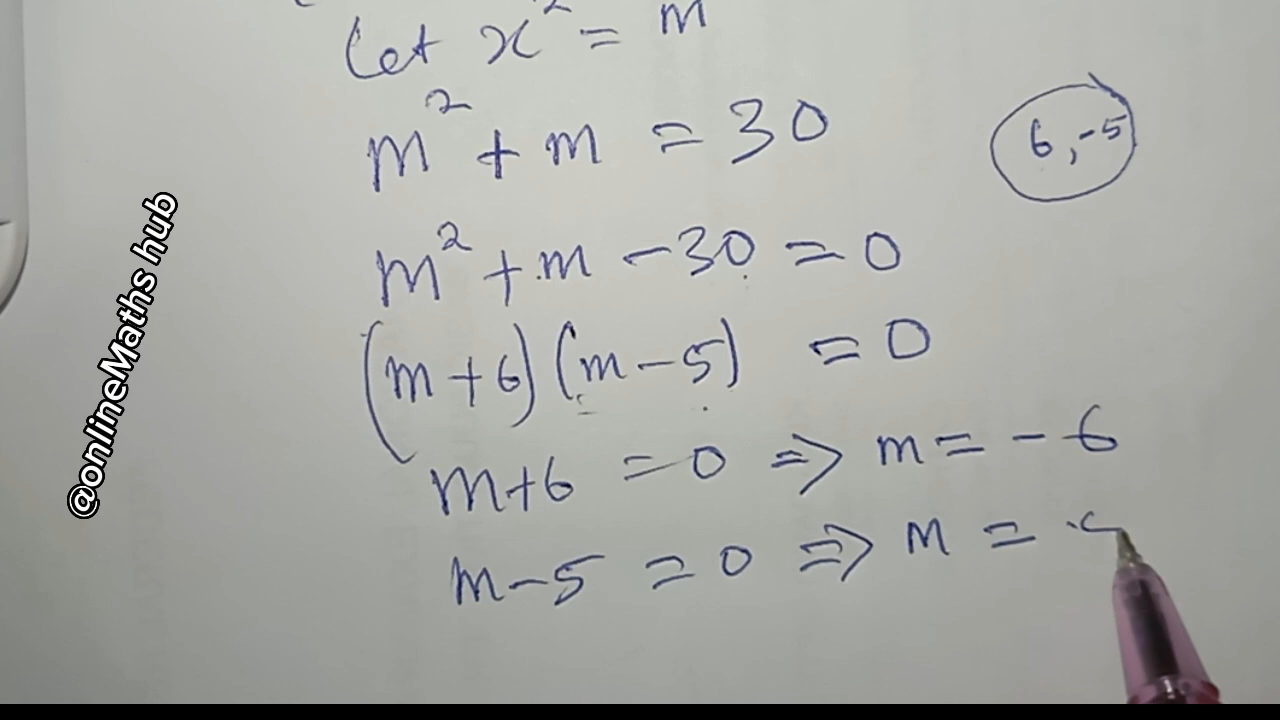 Let x² = m
m² + m = 30
6, -5
m² + m - 30 = 0
(m + 6) (m - 5) = 0
m + 6 = 0 ⇒ m = - 6
m - 5 = 0 ⇒ m =
@onlineMaths hub